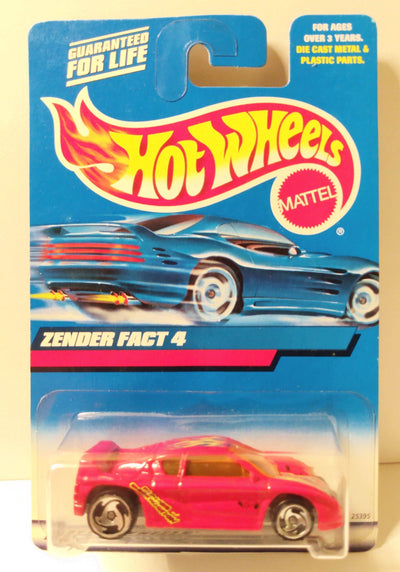 GUARANTEED
FOR LIFE
FOR AGES
OVER 3 YEARS.
DIE CAST METAL &
PLASTIC PARTS.
HOT WHEELS
MATTEL
®
ZENDER FACT 4
25395